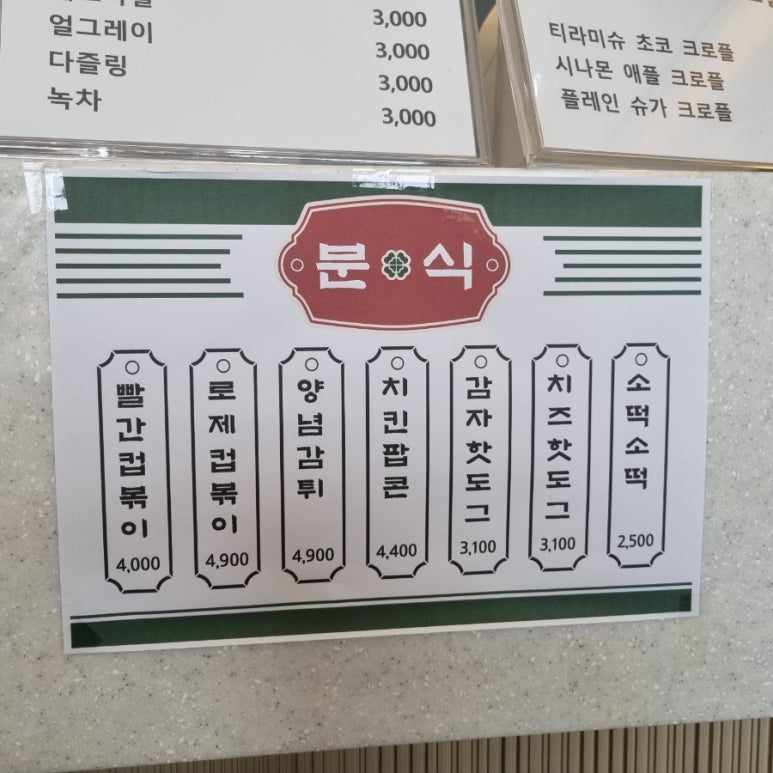 얼그레이 3,000
다즐링 3,000
녹차 3,000
3,000
티라미슈 초코 크로플
시나몬 애플 크로플
플레인 슈가 크로플
분식
빨간컵볶이 4,000
로제컵볶이 4,900
양념감튀 4,900
치킨팝콘 4,400
감자핫도그 3,100
치즈핫도그 3,100
소떡소떡 2,500